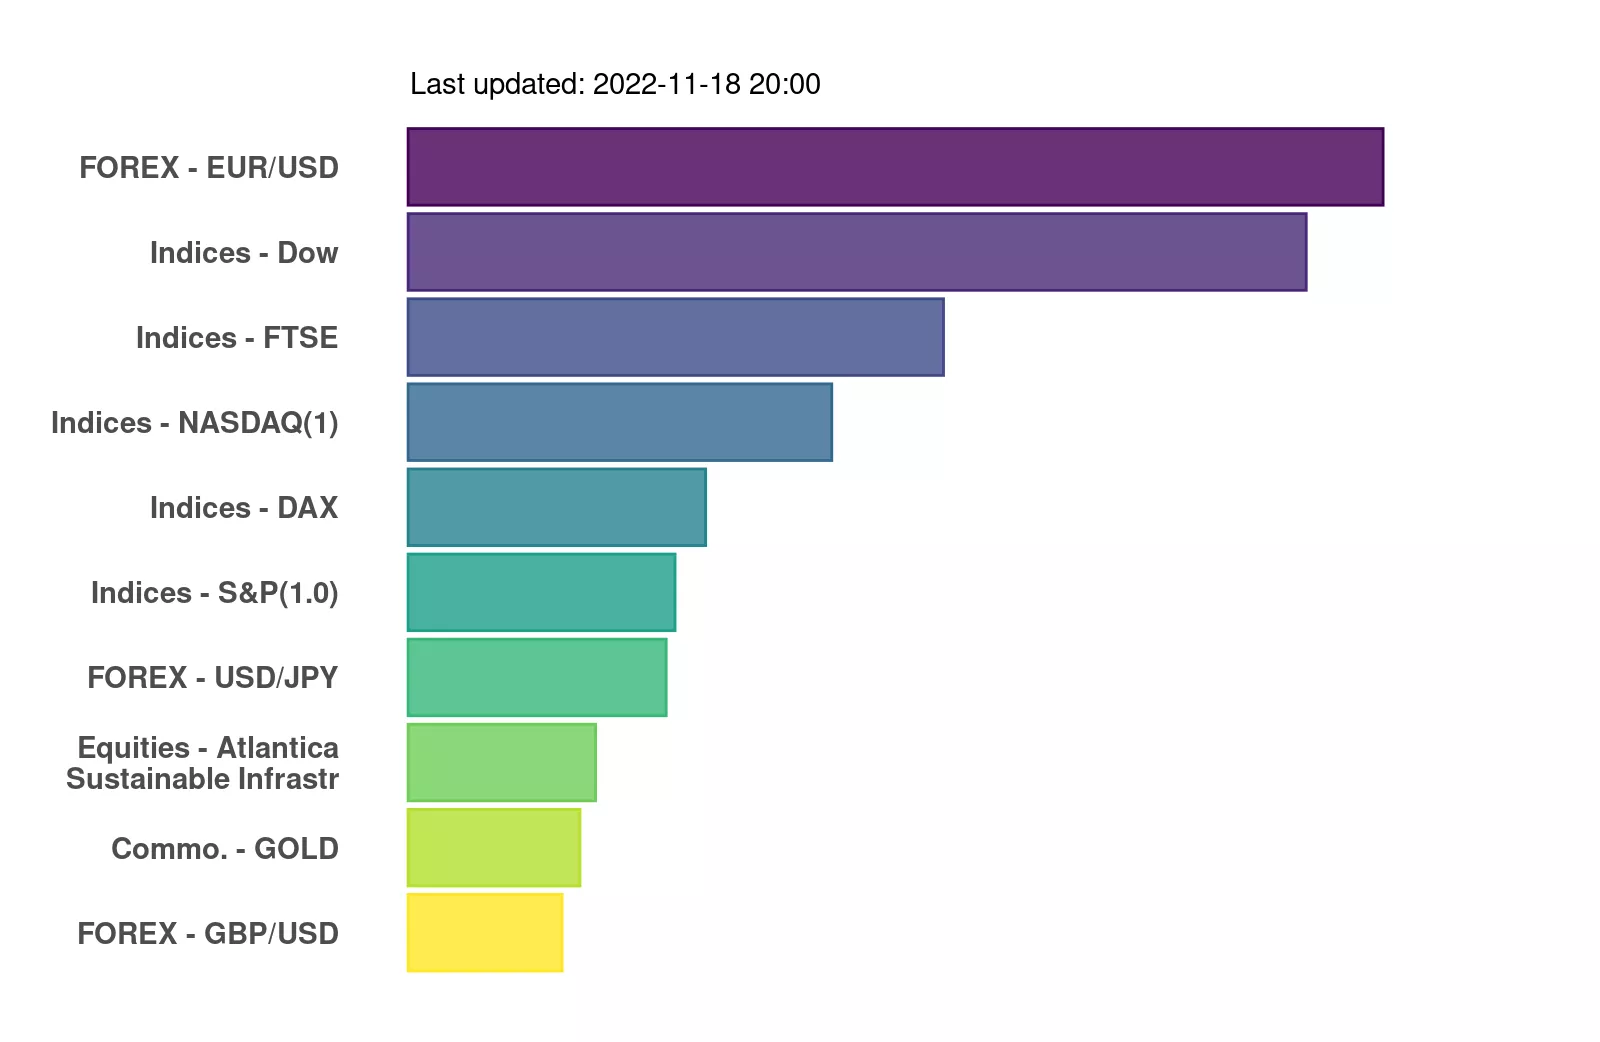 Last updated: 2022-11-18 20:00
FOREX - EUR/USD
Indices - Dow
Indices - FTSE
Indices - NASDAQ(1)
Indices - DAX
Indices - S&P(1.0)
FOREX - USD/JPY
Equities - Atlantica
Sustainable Infrastr
Commo. - GOLD
FOREX - GBP/USD